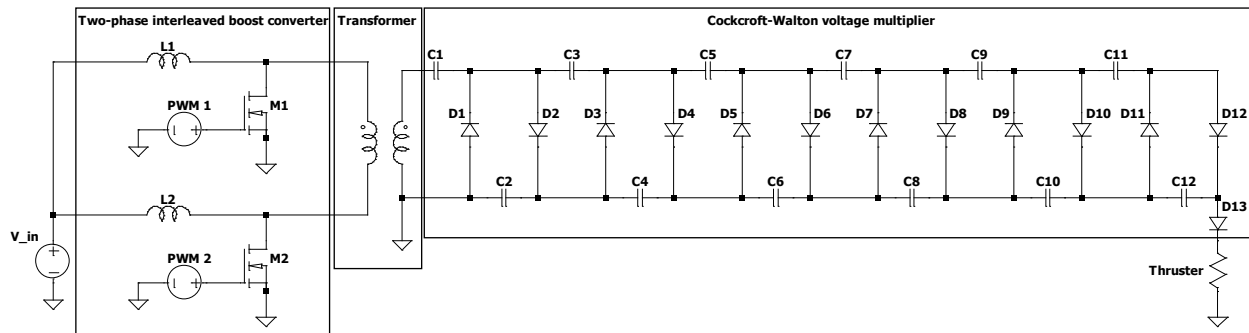 Two-phase interleaved boost converter
Transformer
Cockcroft-Walton voltage multiplier
L1
C1
C3
C5
C7
C9
C11
PWM 1
M1
D1
D2
D3
D4
D5
D6
D7
D8
D9
D10
D11
D12
L2
C2
C4
C6
C8
C10
C12
D13
V_in
PWM 2
M2
Thruster